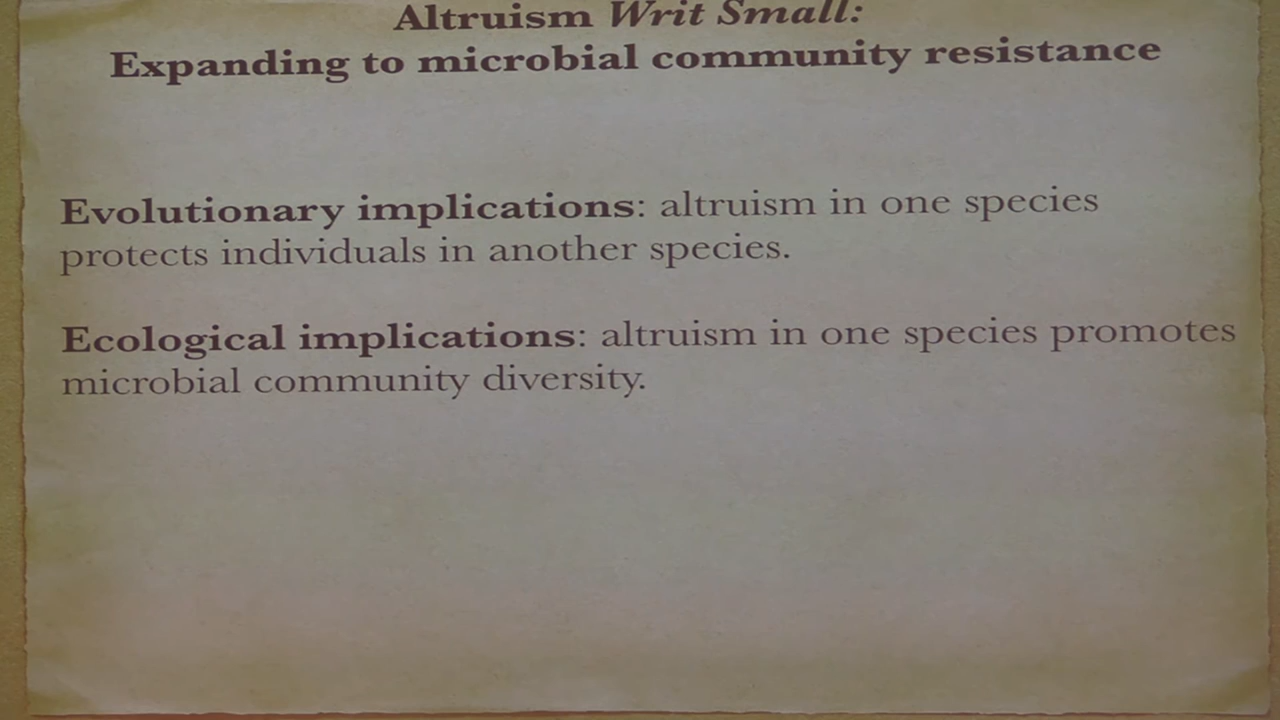 Altruism Writ Small:
Expanding to microbial community resistance
Evolutionary implications: altruism in one species
protects individuals in another species.
Ecological implications: altruism in one species promotes
microbial community diversity.